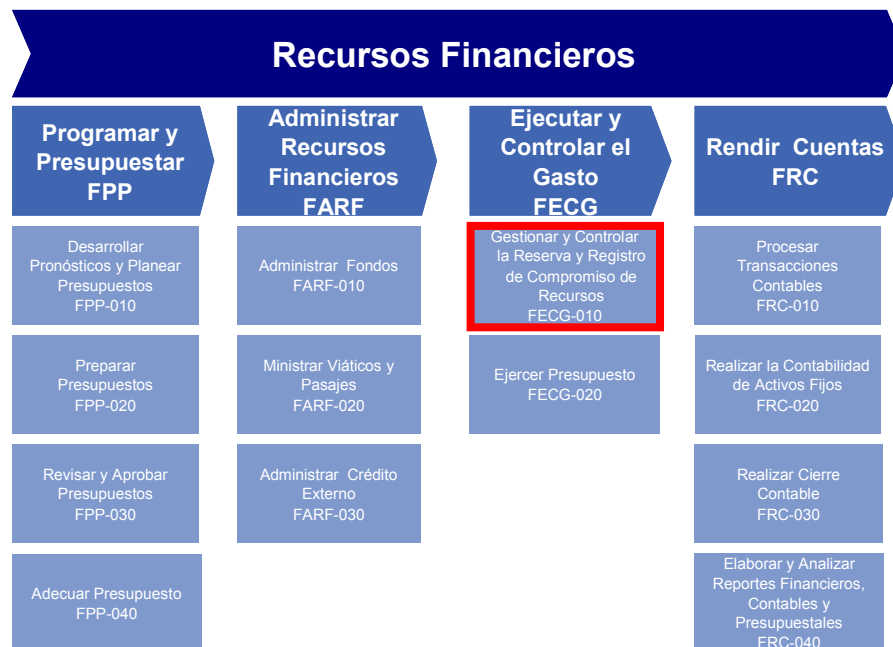 Recursos Financieros
Programar y
Presupuestar
FPP
Administrar
Recursos
Financieros
FARF
Ejecutar y
Controlar el
Gasto
FECG
Rendir Cuentas
FRC
Desarrollar
Pronósticos y Planear
Presupuestos
FPP-010
Administrar Fondos
FARF-010
Gestionar y Controlar
la Reserva y Registro
de Compromiso de
Recursos
FECG-010
Procesar
Transacciones
Contables
FRC-010
Preparar
Presupuestos
FPP-020
Ministrar Viáticos y
Pasajes
FARF-020
Ejercer Presupuesto
FECG-020
Realizar la Contabilidad
de Activos Fijos
FRC-020
Revisar y Aprobar
Presupuestos
FPP-030
Administrar Crédito
Externo
FARF-030
Realizar Cierre
Contable
FRC-030
Adecuar Presupuesto
FPP-040
Elaborar y Analizar
Reportes Financieros,
Contables y
Presupuestales
FRC-040